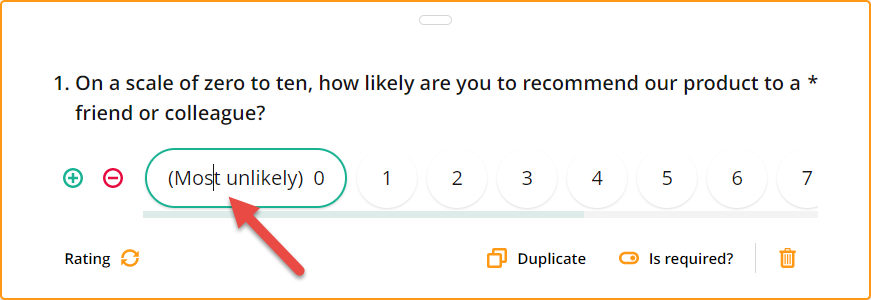 1. On a scale of zero to ten, how likely are you to recommend our product to a *
friend or colleague?
(Most unlikely) 0 1 2 3 4 5 6 7
Rating Duplicate Is required?